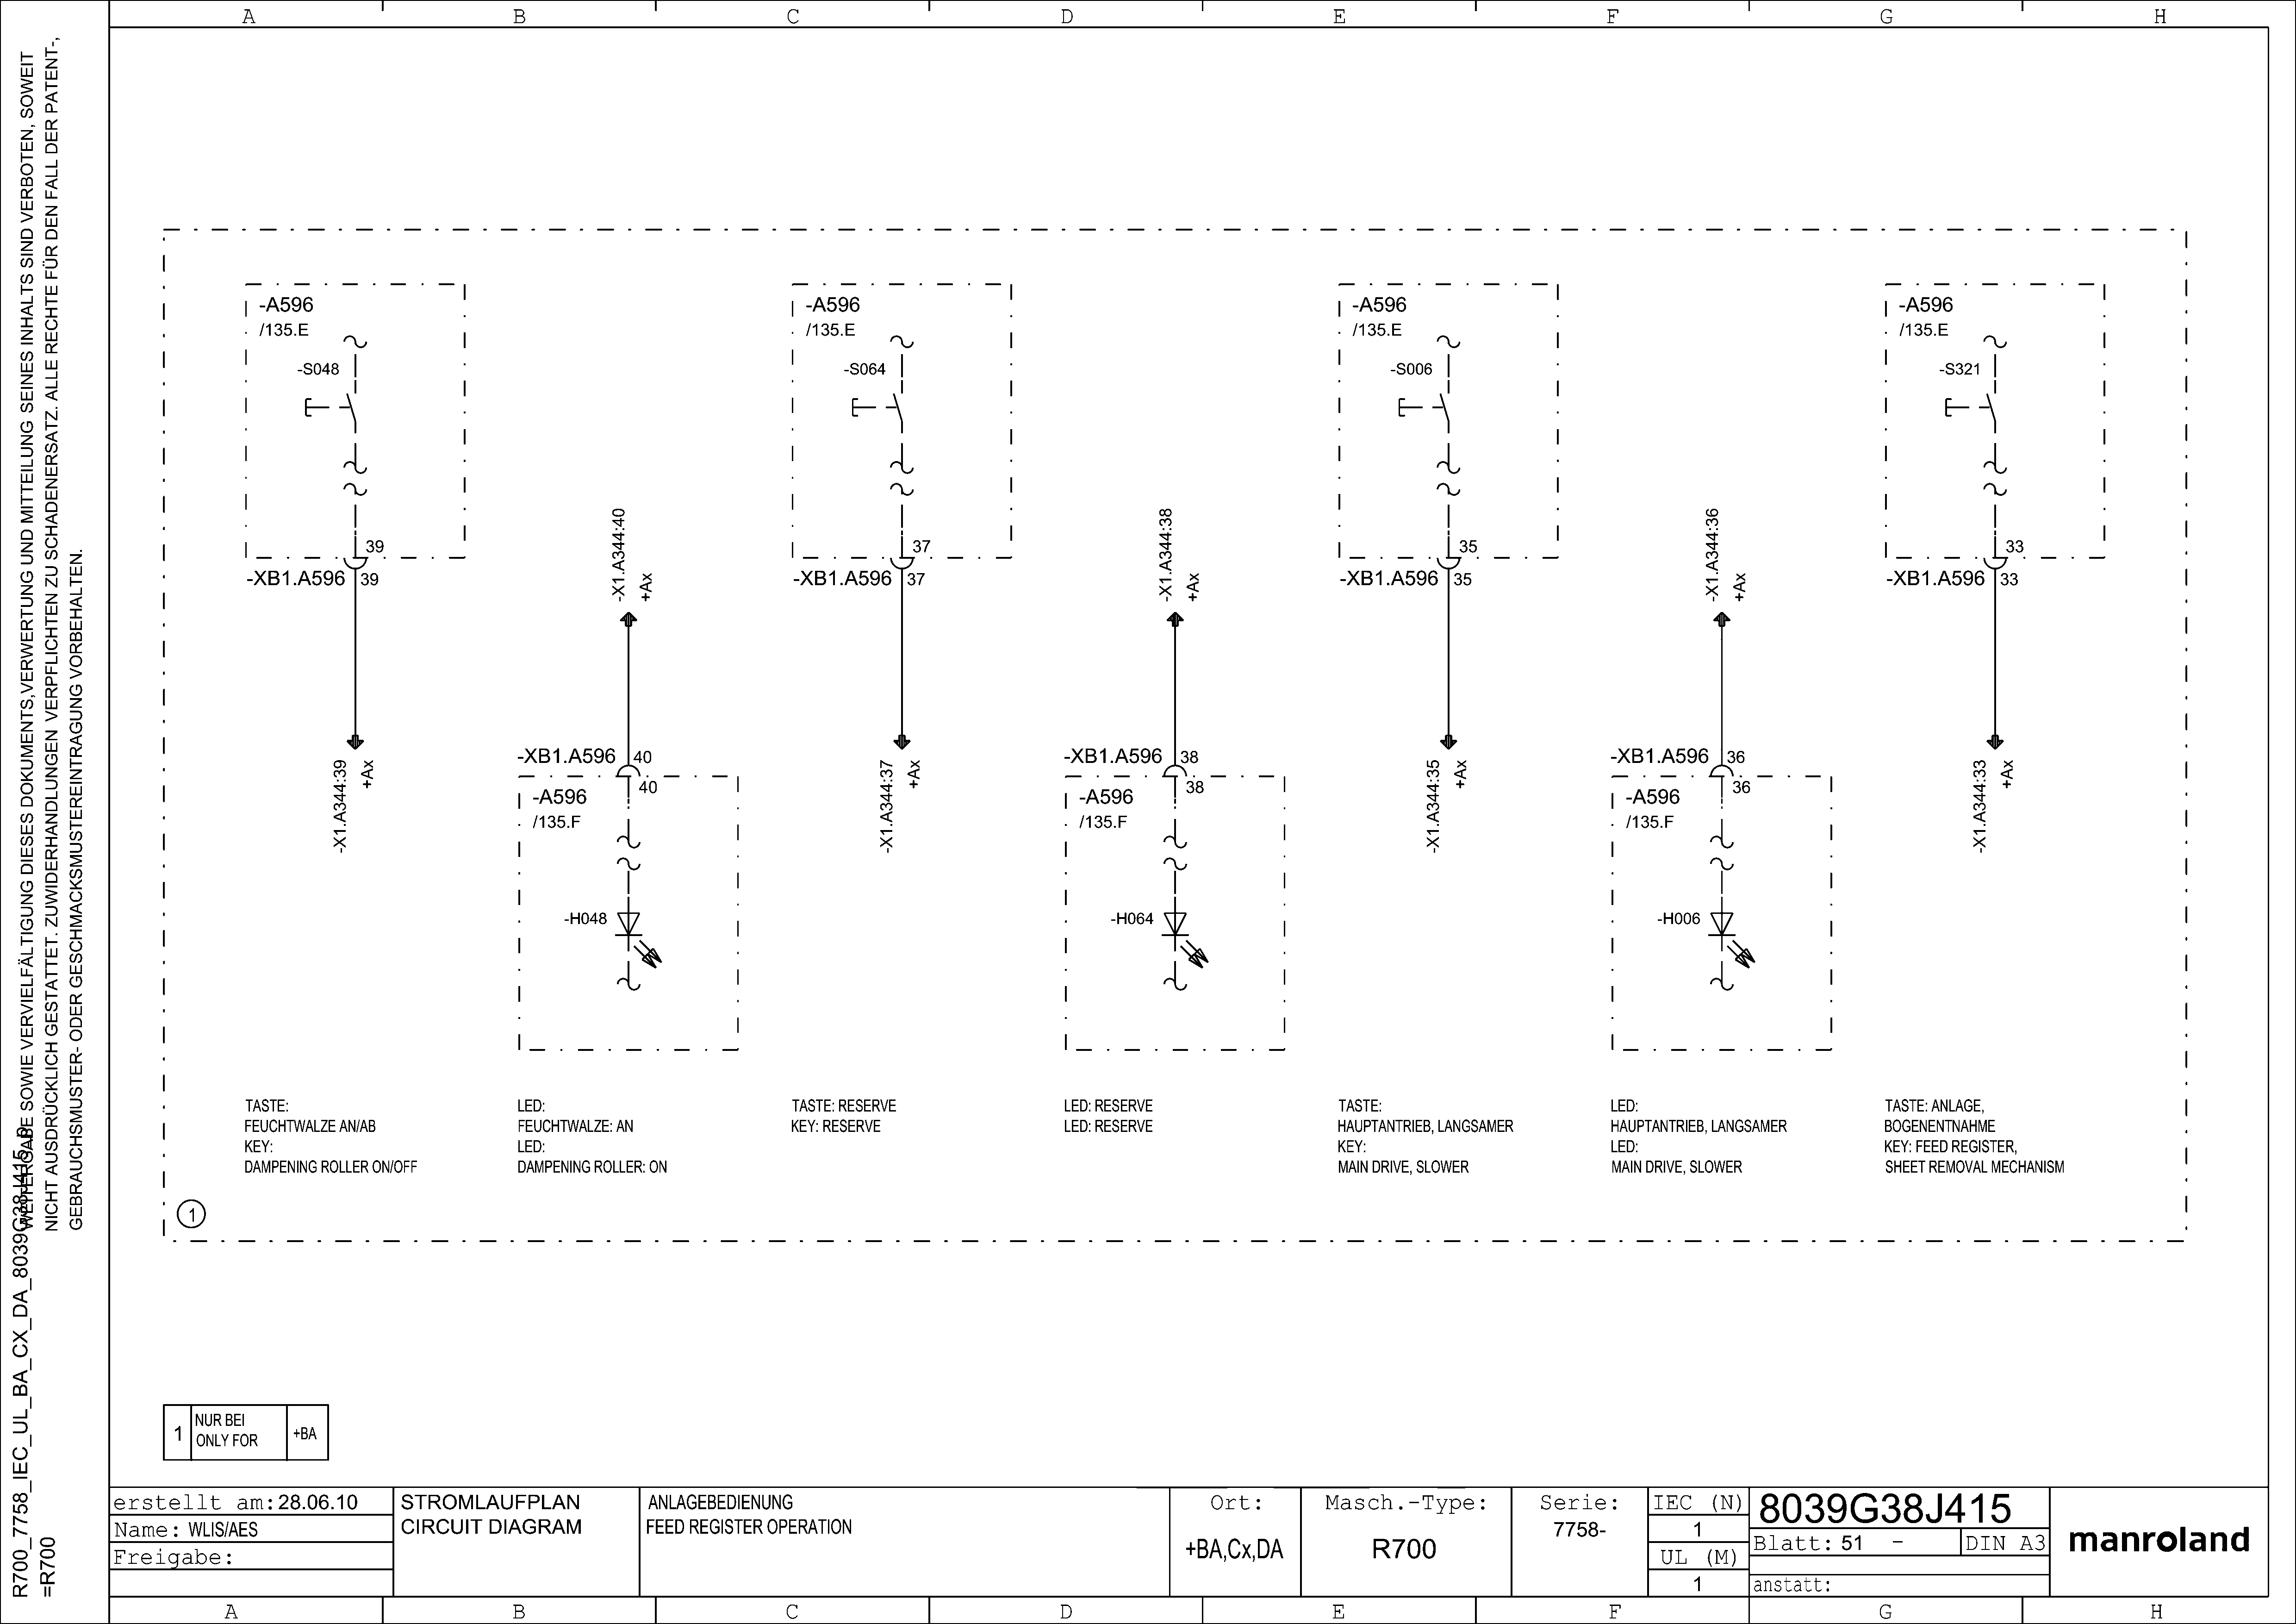 A B C D E F G H
WEITERGABE SOWIE VERVIELFÄLTIGUNG DIESES DOKUMENTS,VERWERTUNG UND MITTEILUNG SEINES INHALTS SIND VERBOTEN, SOWEIT
NICHT AUSDRÜCKLICH GESTATTET. ZUWIDERHANDLUNGEN VERPFLICHTEN ZU SCHADENERSATZ. ALLE RECHTE FÜR DEN FALL DER PATENT-,
GEBRAUCHSMUSTER- ODER GESCHMACKSMUSTEREINTRAGUNG VORBEHALTEN.
R700_7758_IEC_UL_BA_CX_DA_8039G38J415_D
=R700
-A596
/135.E
-S048
39
-XB1.A596 39
-X1.A344:39
+Ax
-X1.A344:40
+Ax
-XB1.A596 40
40
-A596
/135.F
-H048
-A596
/135.E
-S064
37
-XB1.A596 37
-X1.A344:37
+Ax
-X1.A344:38
+Ax
-XB1.A596 38
38
-A596
/135.F
-H064
-A596
/135.E
-S006
35
-XB1.A596 35
-X1.A344:35
+Ax
-X1.A344:36
+Ax
-XB1.A596 36
36
-A596
/135.F
-H006
-A596
/135.E
-S321
33
-XB1.A596 33
-X1.A344:33
+Ax
TASTE:
FEUCHTWALZE AN/AB
KEY:
DAMPENING ROLLER ON/OFF
LED:
FEUCHTWALZE: AN
LED:
DAMPENING ROLLER: ON
TASTE: RESERVE
KEY: RESERVE
LED: RESERVE
LED: RESERVE
TASTE:
HAUPTANTRIEB, LANGSAMER
KEY:
MAIN DRIVE, SLOWER
LED:
HAUPTANTRIEB, LANGSAMER
LED:
MAIN DRIVE, SLOWER
TASTE: ANLAGE,
BOGENENTNAHME
KEY: FEED REGISTER,
SHEET REMOVAL MECHANISM
1
1
NUR BEI
ONLY FOR
+BA
erstellt am: 28.06.10
Name: WLIS/AES
Freigabe:
STROMLAUFPLAN
CIRCUIT DIAGRAM
ANLAGEBEDIENUNG
FEED REGISTER OPERATION
Ort:
+BA,Cx,DA
Masch.-Type:
R700
Serie:
7758-
IEC (N)
1
UL (M)
1
8039G38J415
Blatt: 51 -
DIN A3
anstatt:
manroland
A B C D E F G H